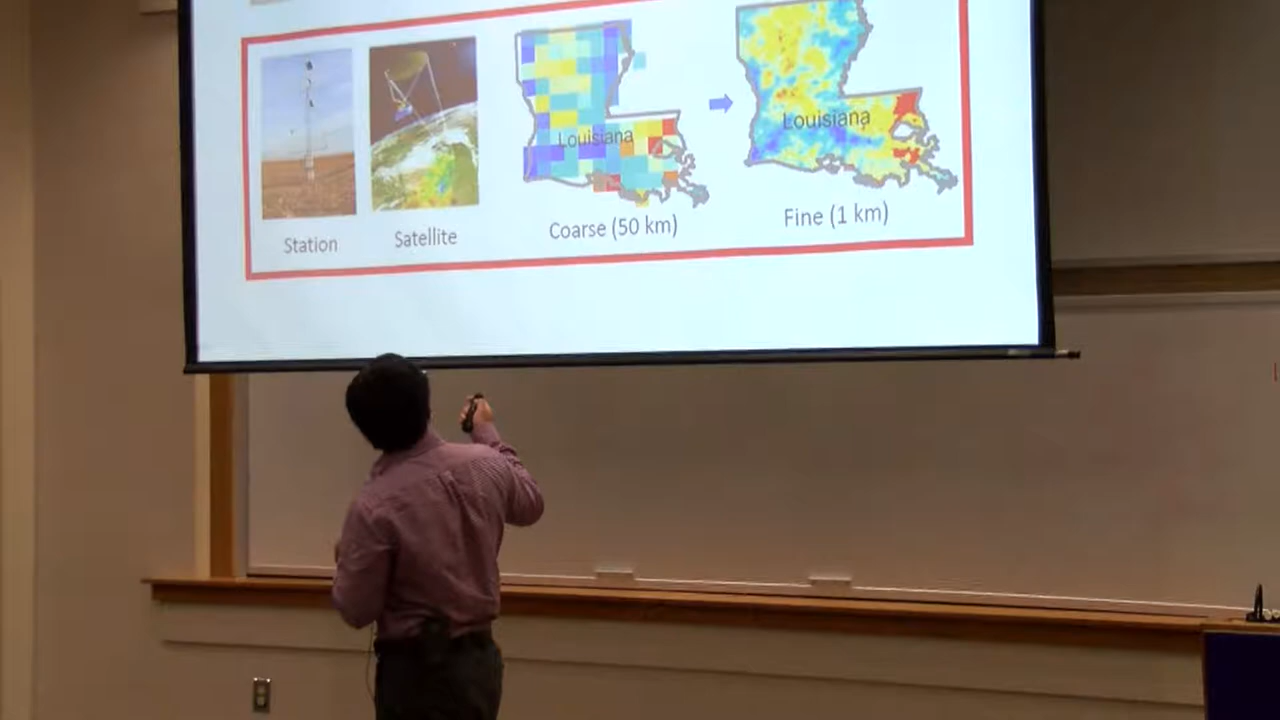 Louisiana
Louisiana
Station
Satellite
Coarse (50 km)
Fine (1 km)